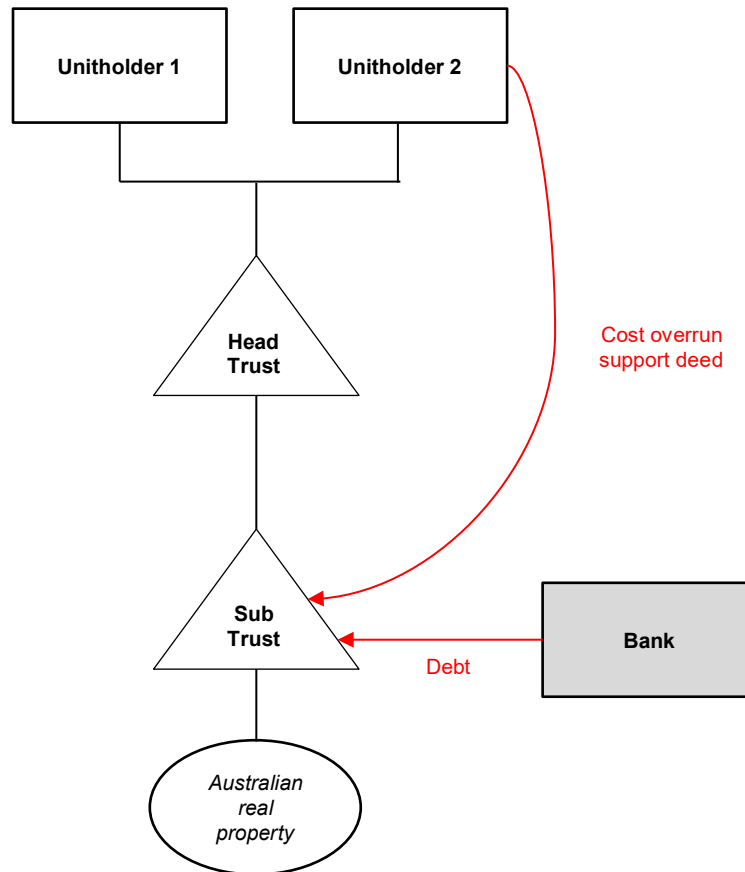 Unitholder 1
Unitholder 2
Cost overrun
support deed
Head
Trust
Sub
Trust
Bank
Debt
Australian
real
property